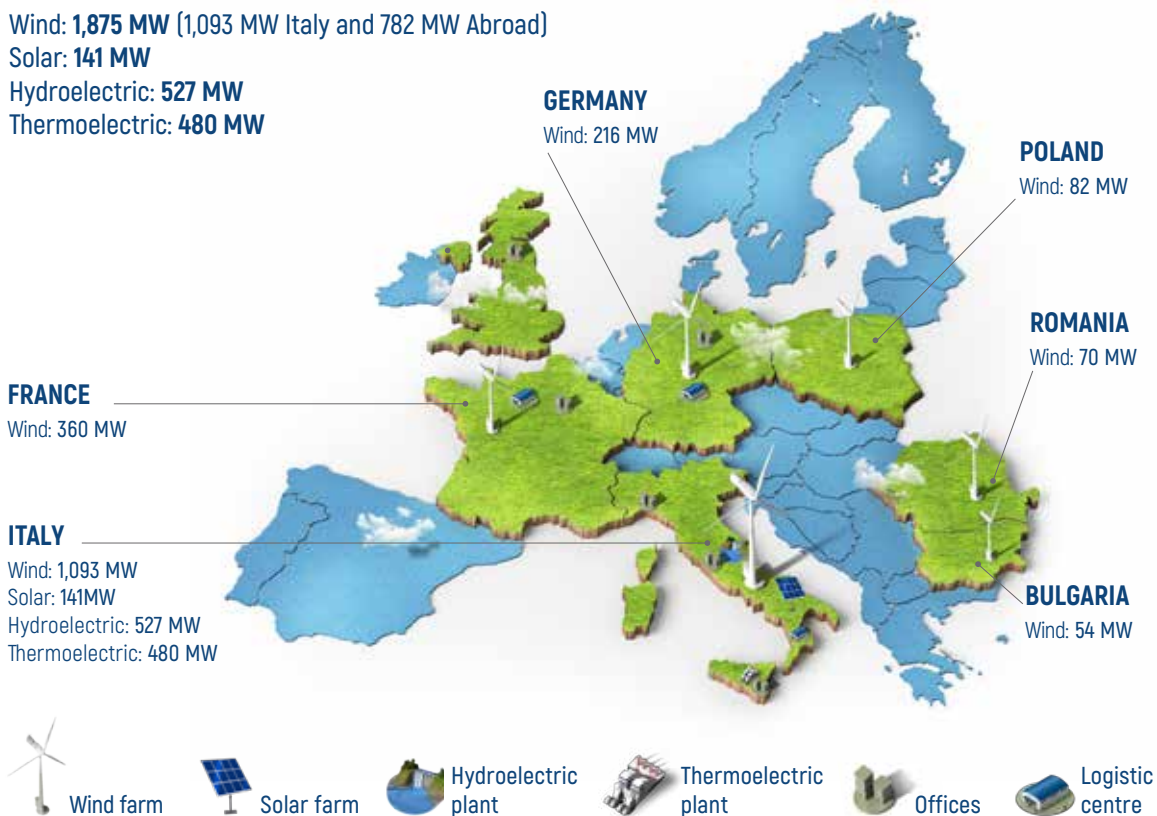 Wind: 1,875 MW (1,093 MW Italy and 782 MW Abroad)
Solar: 141 MW
Hydroelectric: 527 MW
Thermoelectric: 480 MW
GERMANY
Wind: 216 MW
POLAND
Wind: 82 MW
ROMANIA
Wind: 70 MW
FRANCE
Wind: 360 MW
ITALY
Wind: 1,093 MW
Solar: 141MW
Hydroelectric: 527 MW
Thermoelectric: 480 MW
BULGARIA
Wind: 54 MW
Wind farm
Solar farm
Hydroelectric
plant
Thermoelectric
plant
Offices
Logistic
centre